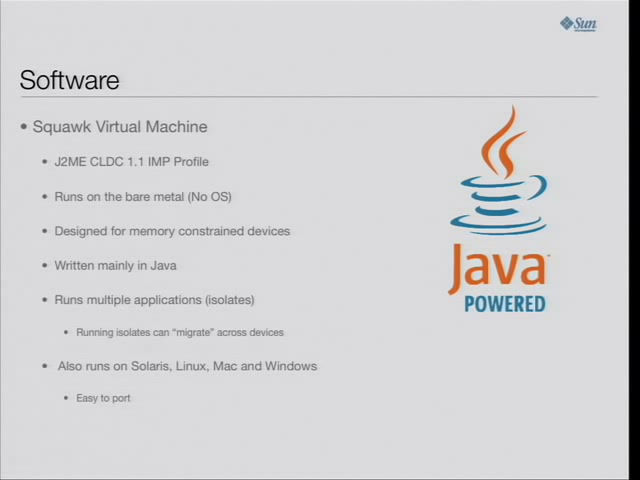 Sun
Software
• Squawk Virtual Machine
• J2ME CLDC 1.1 IMP Profile
• Runs on the bare metal (No OS)
• Designed for memory constrained devices
• Written mainly in Java
• Runs multiple applications (isolates)
• Running isolates can “migrate” across devices
• Also runs on Solaris, Linux, Mac and Windows
• Easy to port
Java
POWERED